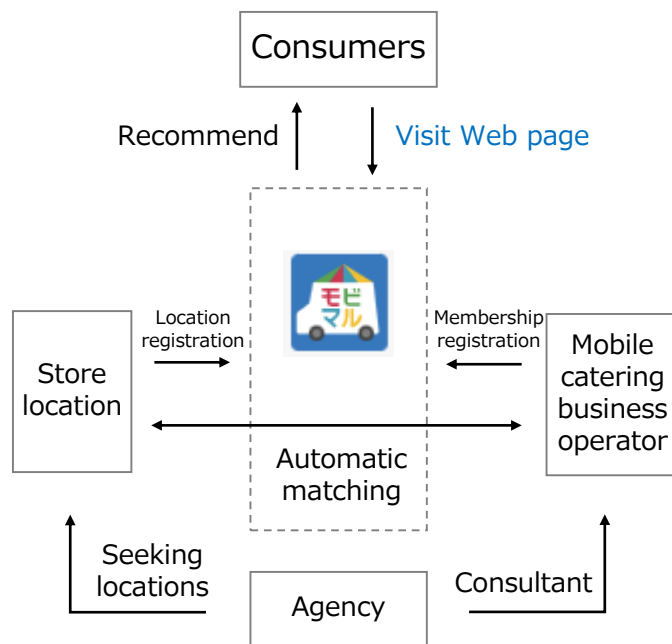 Consumers
Recommend
Visit Web page
モビ
マル
Location
registration
Membership
registration
Store
location
Mobile
catering
business
operator
Automatic
matching
Seeking
locations
Agency
Consultant